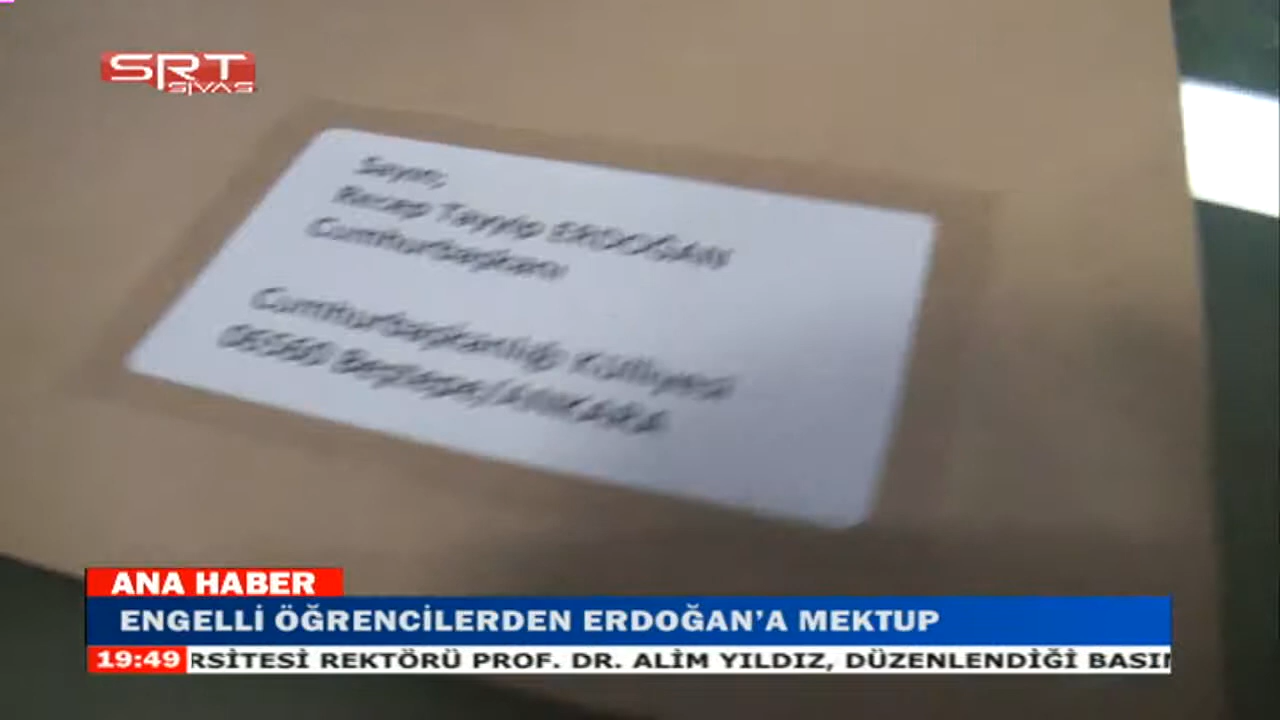 SRT
SİVAS
Sayın,
Recep Tayyip ERDOĞAN
Cumhurbaşkanı
Cumhurbaşkanlığı Külliyesi
06560 Beştepe/ANKARA
ANA HABER
ENGELLİ ÖĞRENCİLERDEN ERDOĞAN'A MEKTUP
19:49 RSİTESİ REKTÖRÜ PROF. DR. ALİM YILDIZ, DÜZENLENDİĞİ BASIN